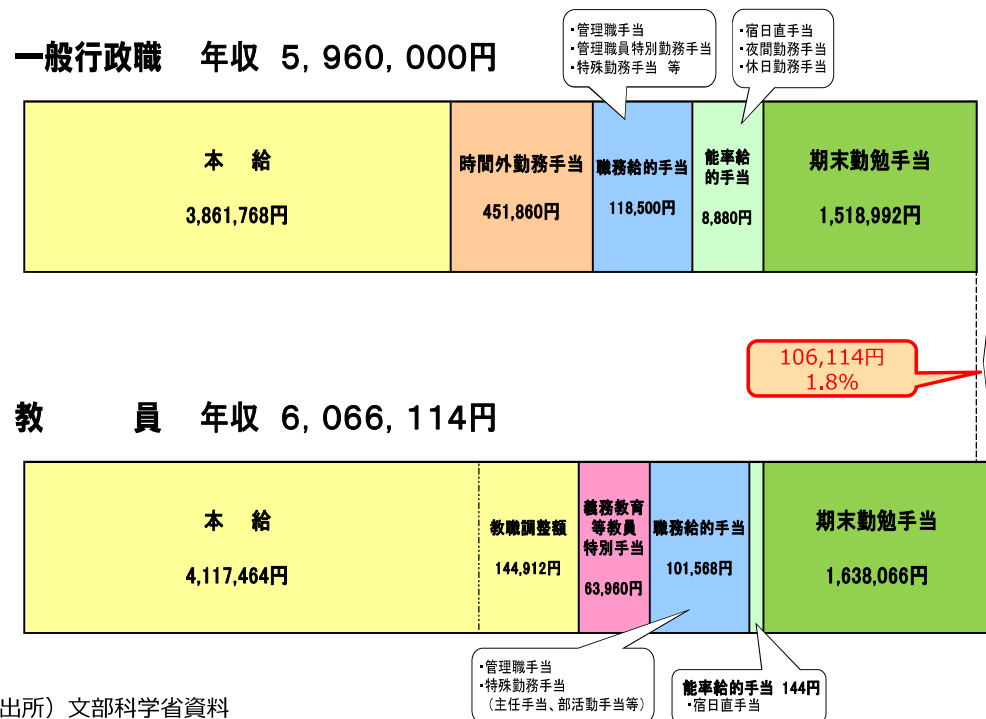 ・管理職手当
・管理職員特別勤務手当
・特殊勤務手当 等
・宿日直手当
・夜間勤務手当
・休日勤務手当
一般行政職 年収 5,960,000円
本 給
3,861,768円
時間外勤務手当
451,860円
職務給的手当
118,500円
能率給
的手当
8,880円
期末勤勉手当
1,518,992円
106,114円
1.8%
教 員 年収 6,066,114円
本 給
4,117,464円
教職調整額
144,912円
義務教育
等教員
特別手当
63,960円
職務給的手当
101,568円
期末勤勉手当
1,638,066円
・管理職手当
・特殊勤務手当
（主任手当、部活動手当等）
能率給的手当 144円
・宿日直手当
出所）文部科学省資料